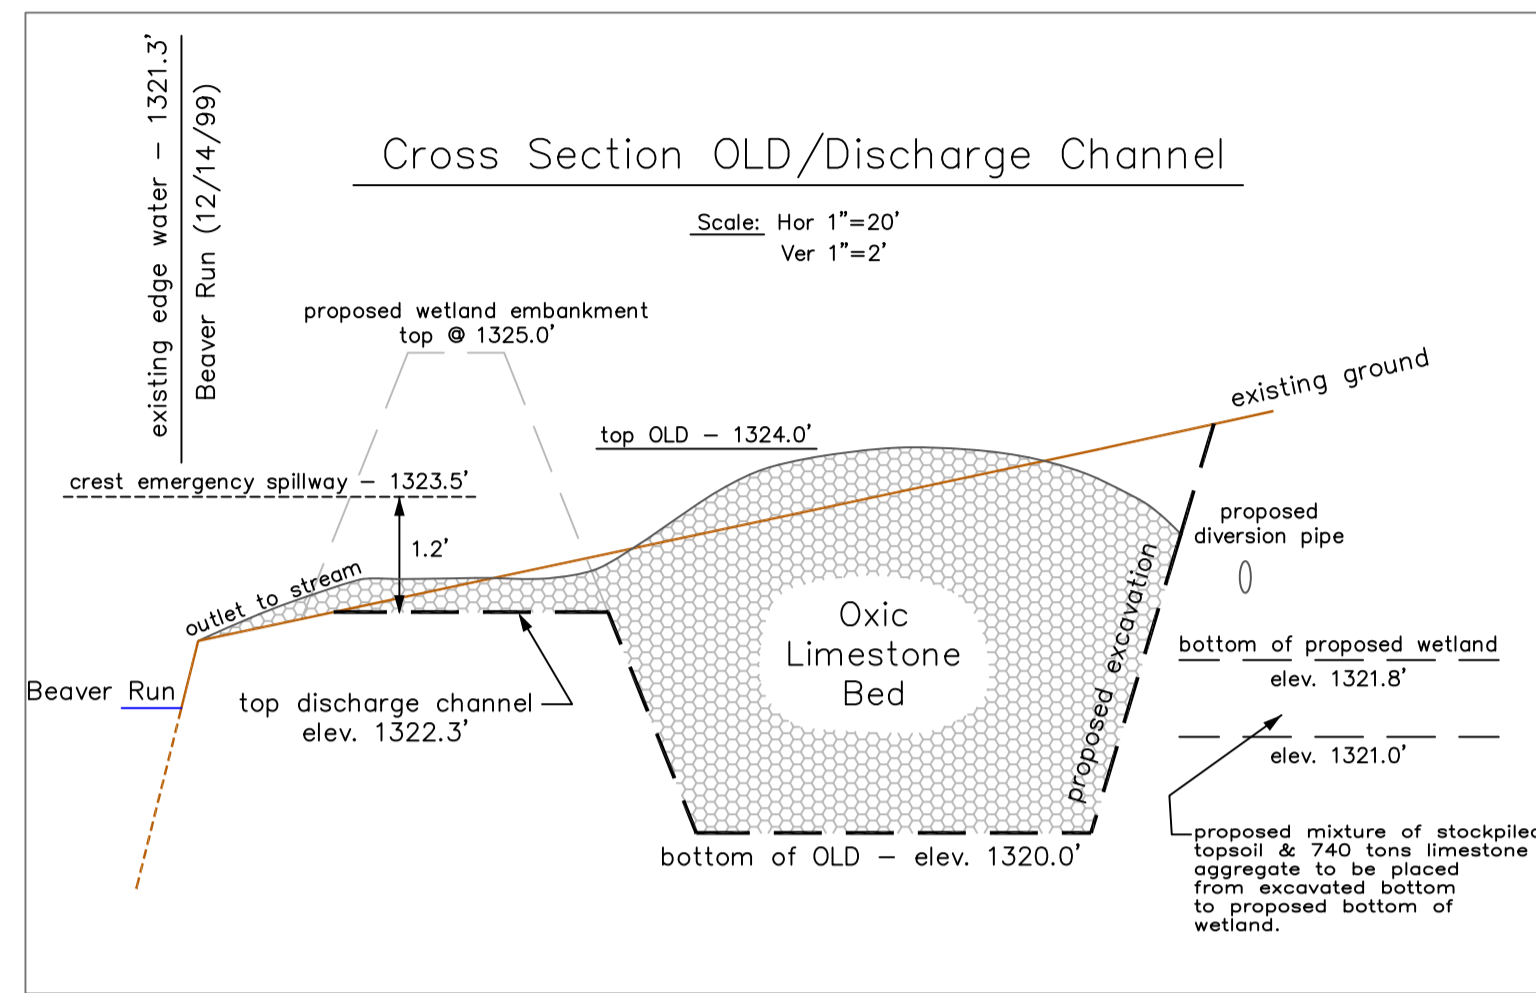 existing edge water – 1321.3'
Beaver Run (12/14/99)
Cross Section OLD/Discharge Channel
Scale: Hor 1"=20'
Ver 1"=2'
proposed wetland embankment
top @ 1325.0'
existing ground
top OLD – 1324.0'
crest emergency spillway – 1323.5'
1.2'
proposed
diversion pipe
outlet to stream
Oxic
Limestone
Bed
proposed excavation
bottom of proposed wetland
elev. 1321.8'
Beaver Run
top discharge channel
elev. 1322.3'
elev. 1321.0'
bottom of OLD – elev. 1320.0'
proposed mixture of stockpiled
topsoil & 740 tons limestone
aggregate to be placed
from excavated bottom
to proposed bottom of
wetland.